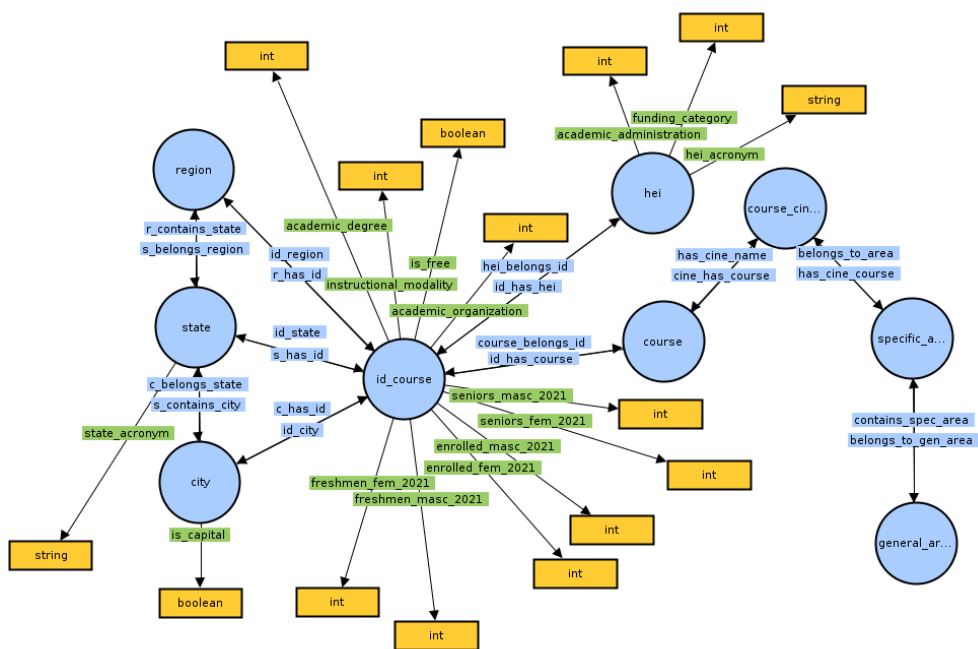 int
int
int
funding_category
academic_administration
string
hei_acronym
boolean
region
int
hei
course_cin...
r_contains_state
s_belongs_region
academic_degree
int
id_region
r_has_id
is_free
instructional_modality
hei_belongs_id
id_has_hei
academic_organization
has_cine_name
cine_has_course
belongs_to_area
has_cine_course
state
id_state
s_has_id
course_belongs_id
id_has_course
course
specific_a...
id_course
c_belongs_state
s_contains_city
c_has_id
id_city
state_acronym
seniors_masc_2021
seniors_fem_2021
int
enrolled_masc_2021
enrolled_fem_2021
contains_spec_area
belongs_to_gen_area
int
city
freshmen_fem_2021
freshmen_masc_2021
is_capital
int
general_ar...
string
int
boolean
int
int